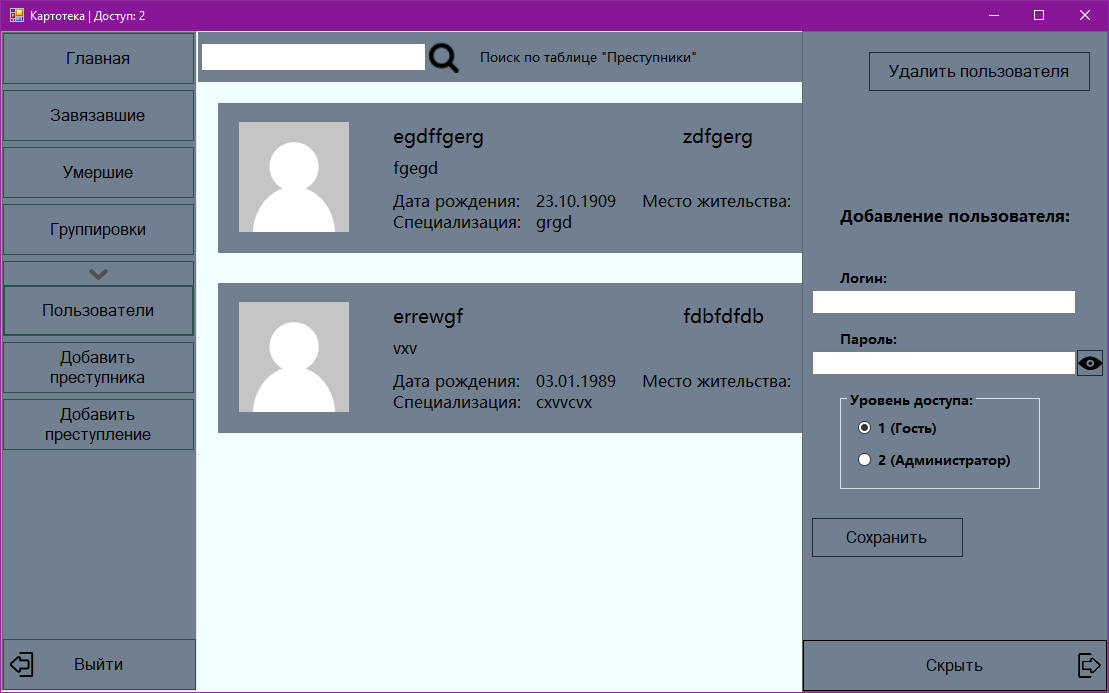 Картотека | Доступ: 2
Главная
Завязавшие
Умершие
Группировки
Пользователи
Добавить
преступника
Добавить
преступление
Выйти
Поиск по таблице "Преступники"
egdffgerg zdfgerg
fgegd
Дата рождения: 23.10.1909 Место жительства:
Специализация: grgd
errewgf fdbfdfdb
vxv
Дата рождения: 03.01.1989 Место жительства:
Специализация: cxvvcvx
Удалить пользователя
Добавление пользователя:
Логин:
Пароль:
Уровень доступа:
1 (Гость)
2 (Администратор)
Сохранить
Скрыть